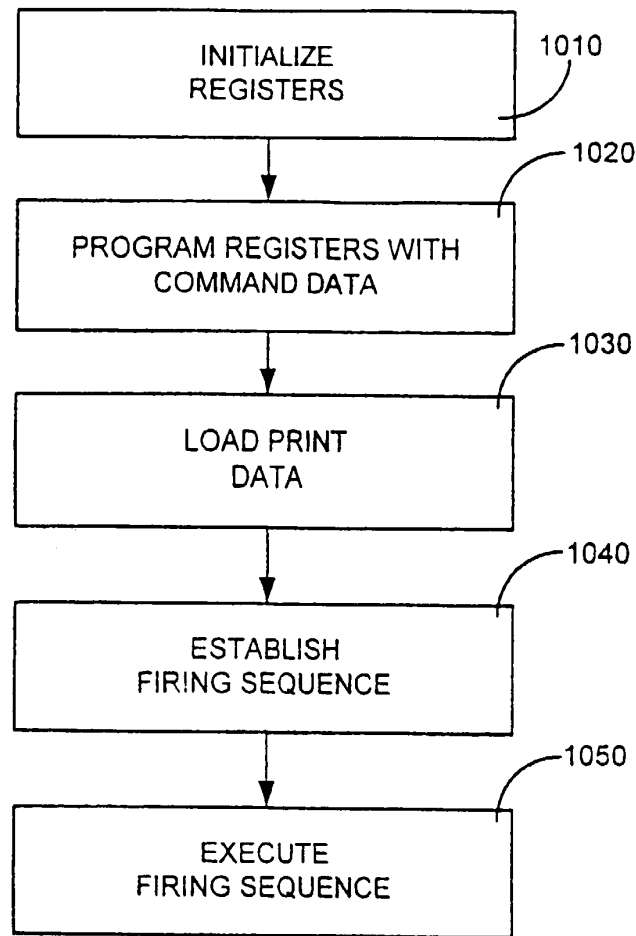 INITIALIZE
REGISTERS
1010
PROGRAM REGISTERS WITH
COMMAND DATA
1020
LOAD PRINT
DATA
1030
ESTABLISH
FIRING SEQUENCE
1040
EXECUTE
FIRING SEQUENCE
1050